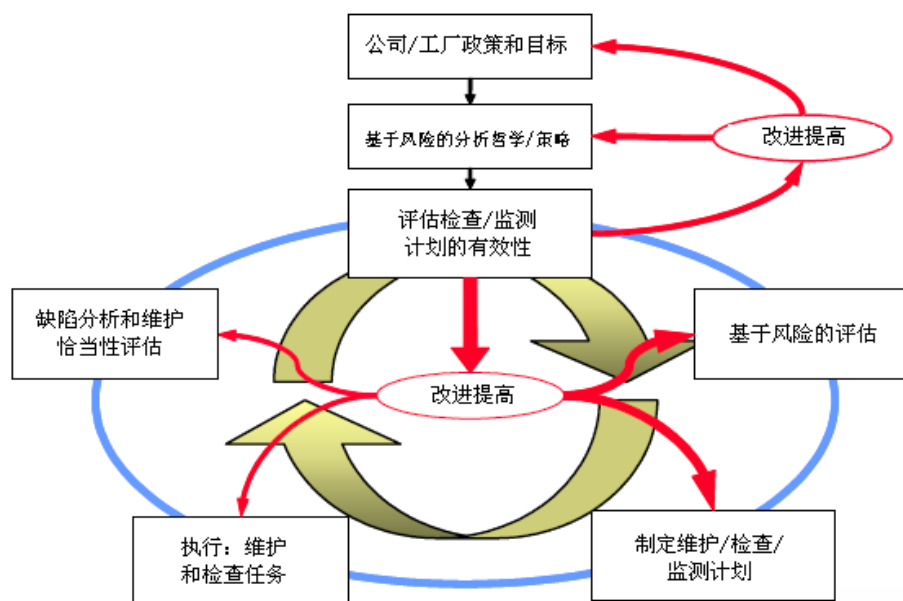 公司/工厂政策和目标
基于风险的分析哲学/策略
改进提高
评估检查/监测
计划的有效性
缺陷分析和维护
恰当性评估
基于风险的评估
改进提高
执行：维护
和检查任务
制定维护/检查/
监测计划